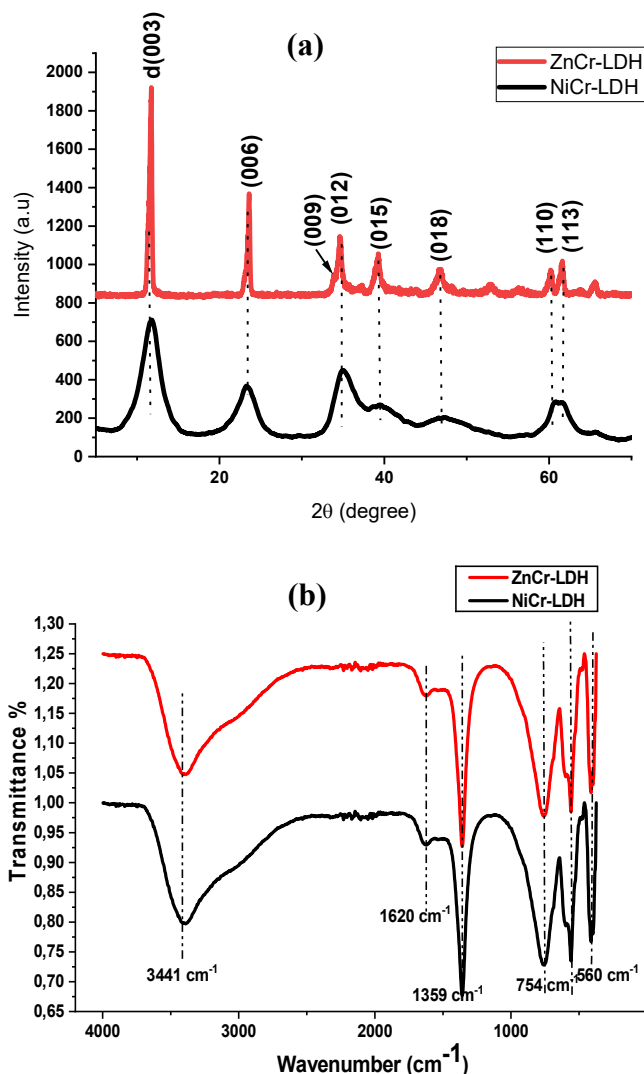 (a)
ZnCr-LDH
NiCr-LDH
d(003)
(006)
(009)
(012)
(015)
(018)
(110)
(113)
2000
1800
1600
1400
1200
1000
800
600
400
200
0
Intensity (a.u)
20
40
60
2θ (degree)
(b)
ZnCr-LDH
NiCr-LDH
1,30
1,25
1,20
1,15
1,10
1,05
1,00
0,95
0,90
0,85
0,80
0,75
0,70
0,65
Transmittance %
3441 cm-1
1620 cm-1
1359 cm-1
754 cm-1
560 cm-1
4000
3000
2000
1000
Wavenumber (cm-1)